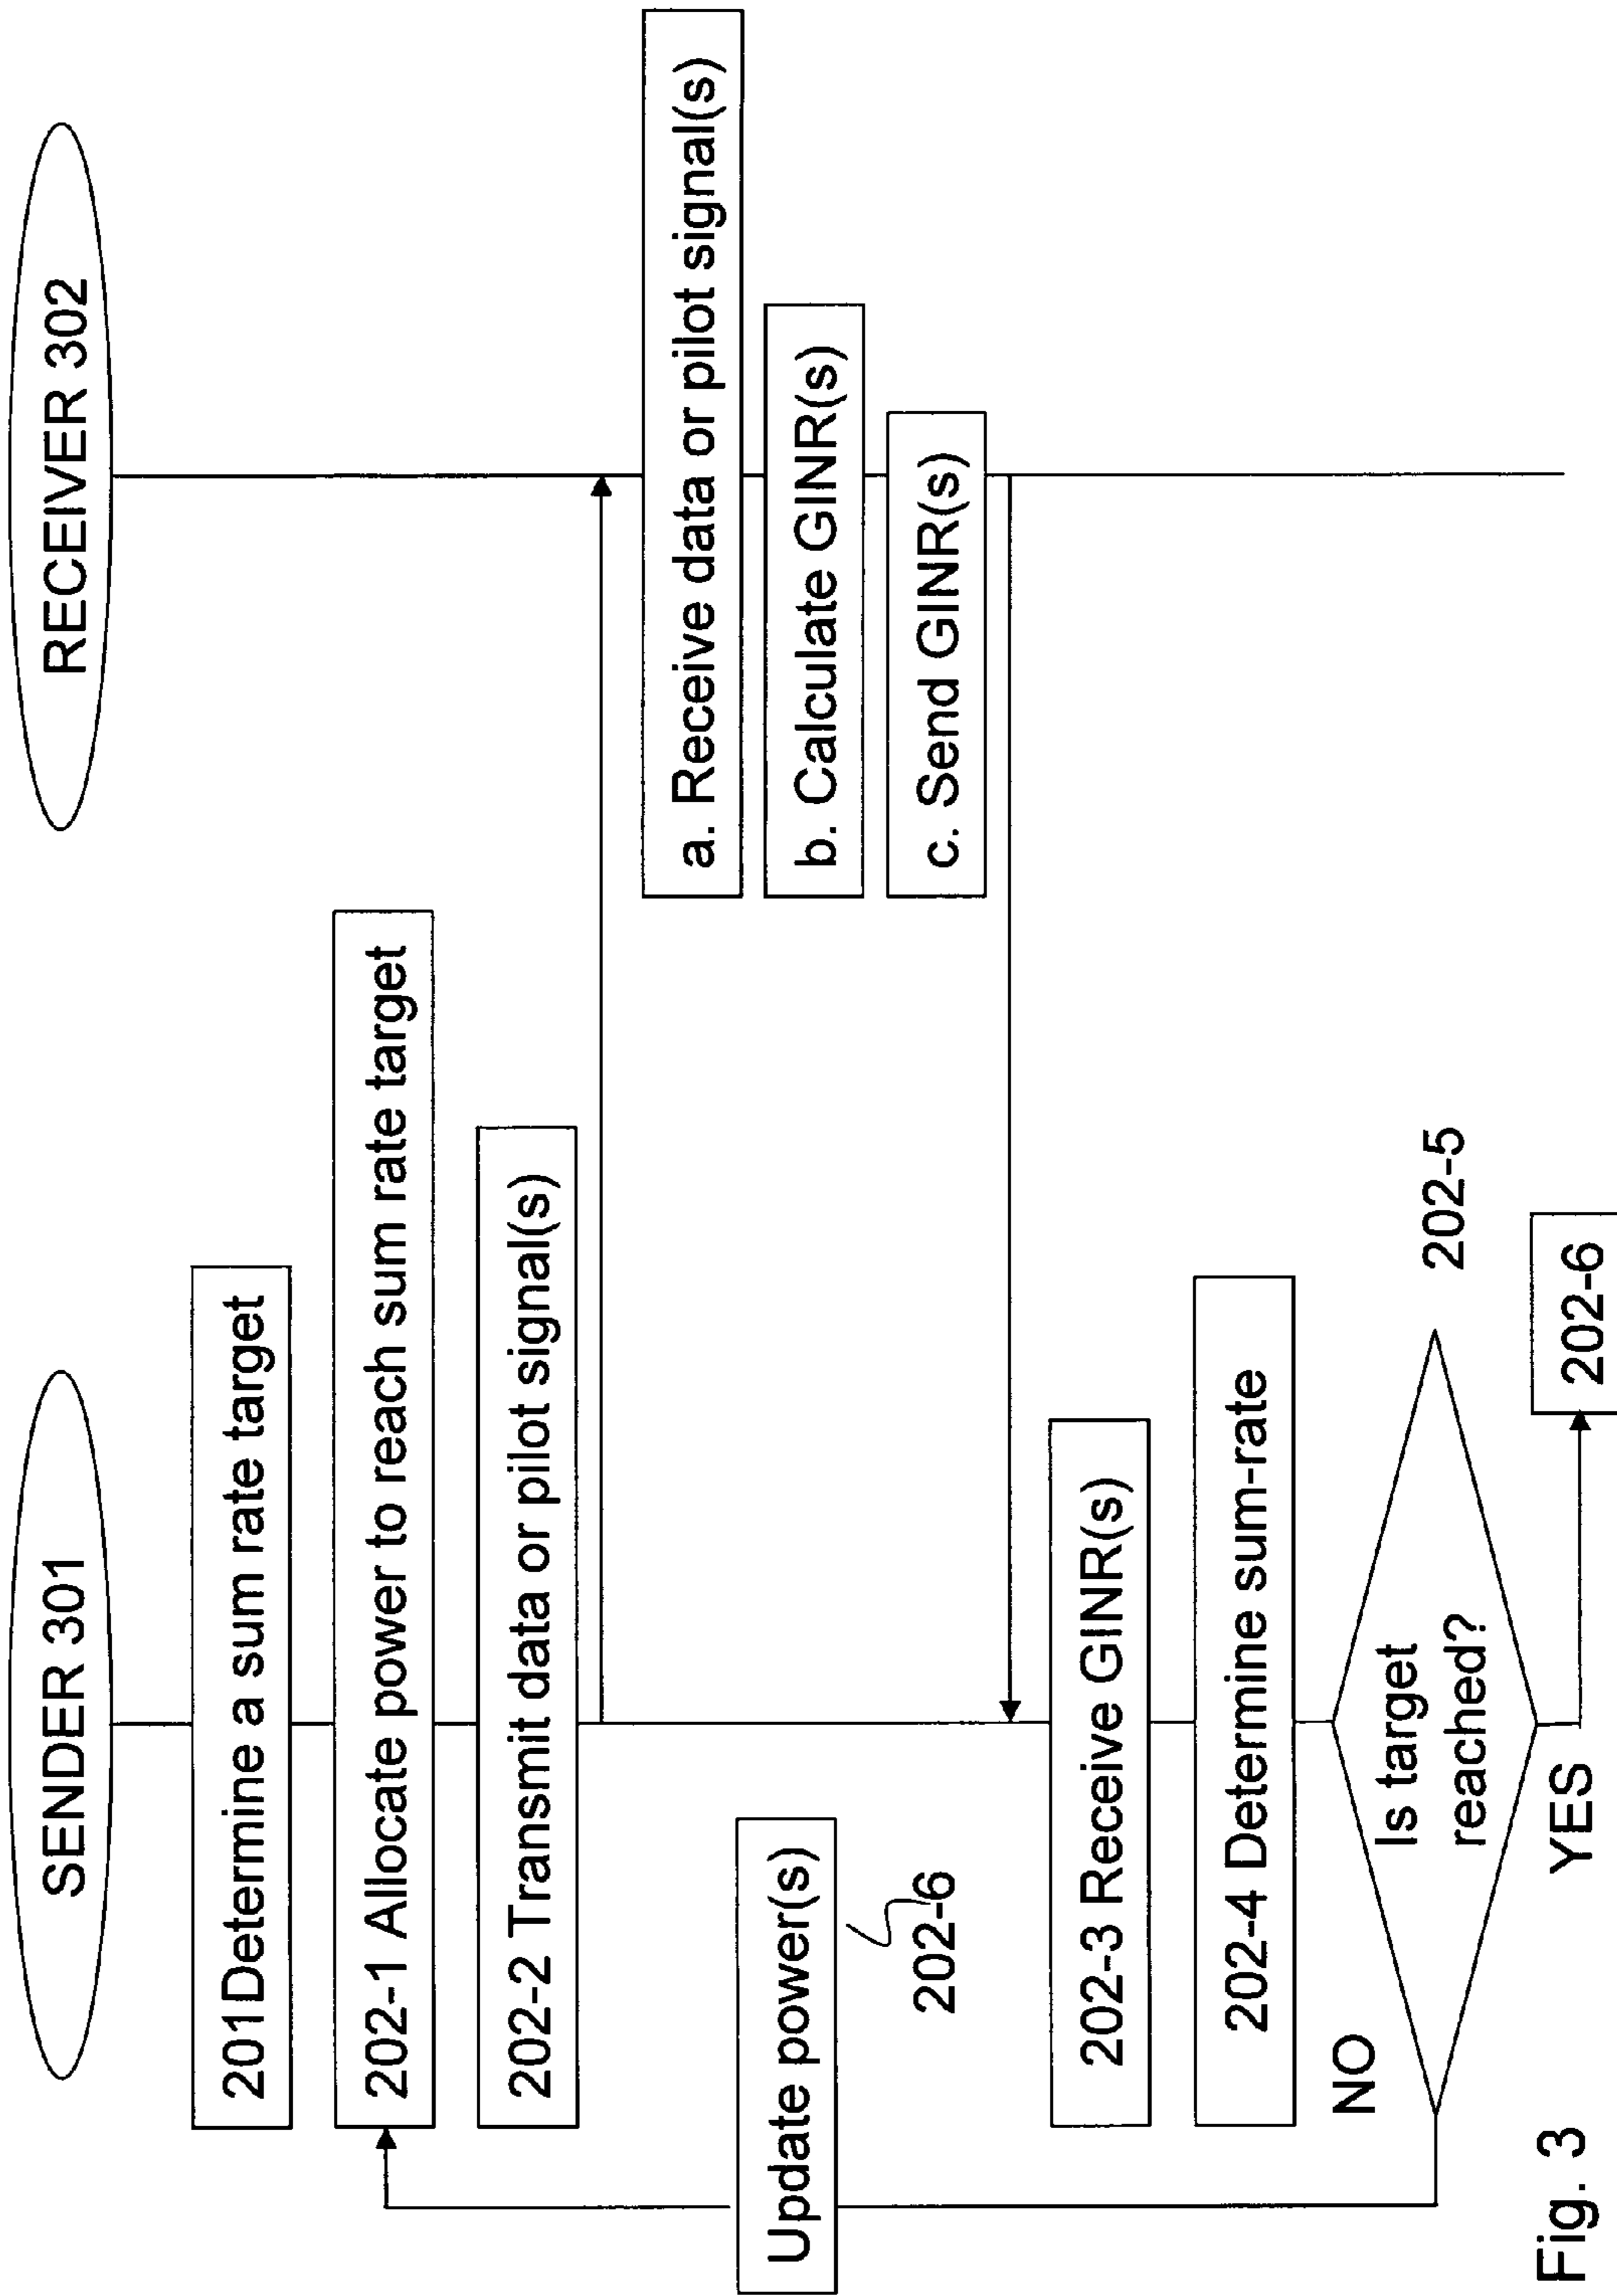 SENDER 301
RECEIVER 302
201Determine a sum rate target
202-1 Allocate power to reach sum rate target
202-2 Transmit data or pilot signal(s)
a. Receive data or pilot signal(s)
b. Calculate GINR(s)
c. Send GINR(s)
Update power(s)
202-6
202-3 Receive GINR(s)
202-4 Determine sum-rate
NO
Is target
reached?
202-5
YES
202-6
Fig. 3